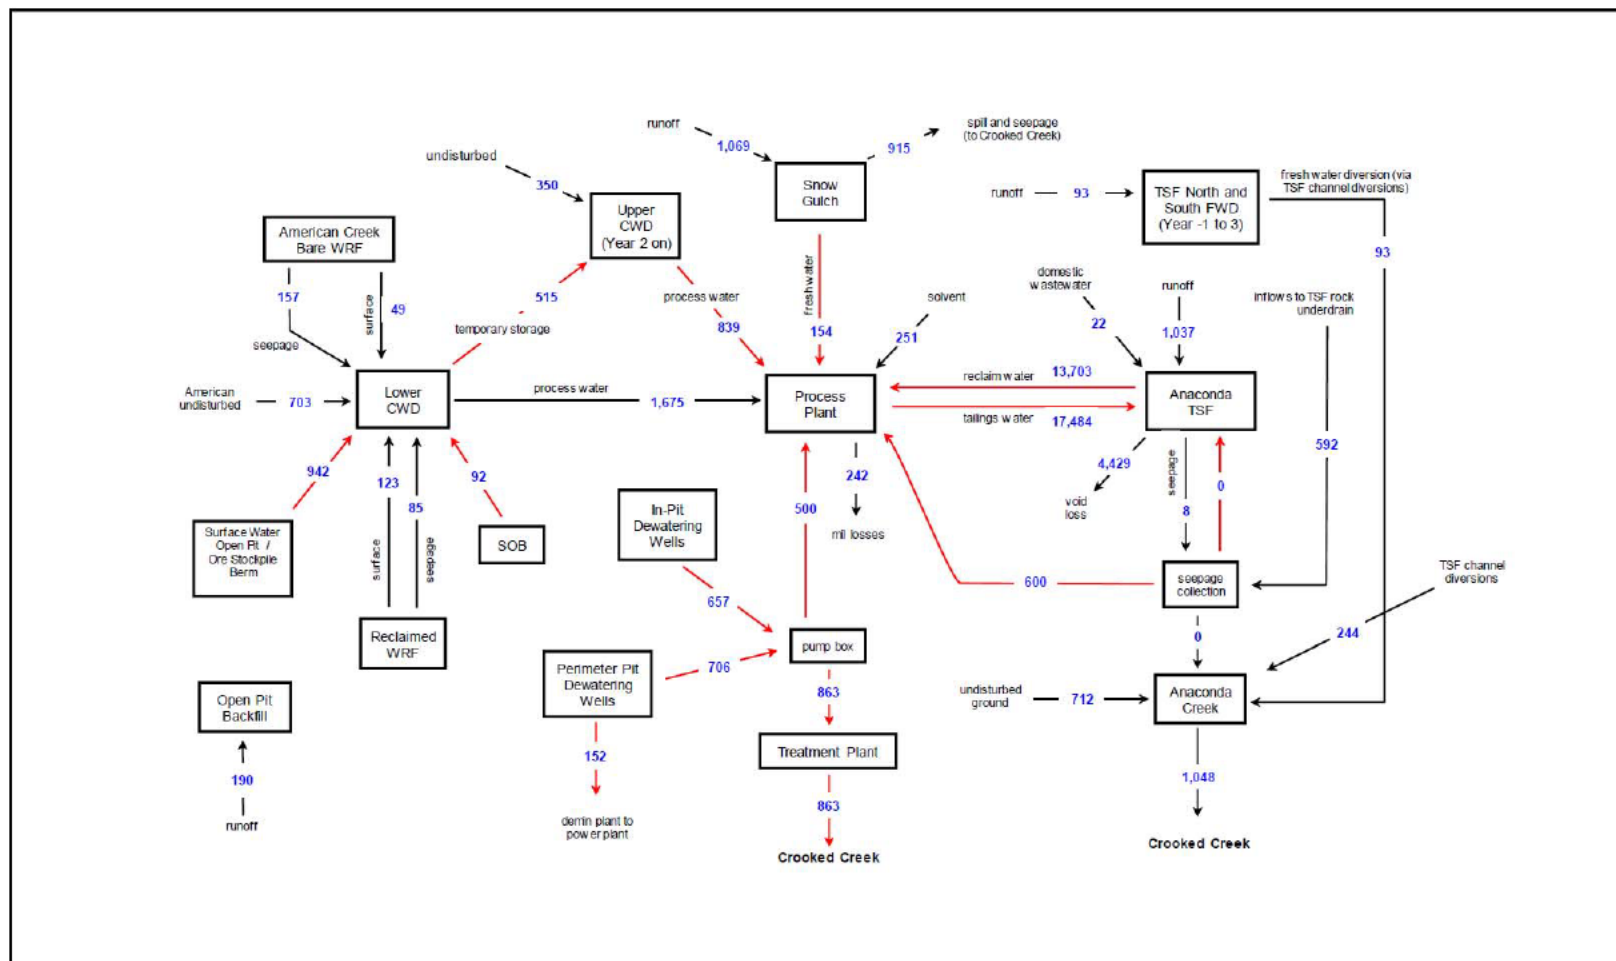 runoff
1,069
915
spill and seepage
(to Crooked Creek)
undisturbed
350
Snow
Gulch
runoff
93
TSF North and
South FWD
(Year -1 to 3)
fresh water diversion (via
TSF channel diversions)
93
American Creek
Bare WRF
Upper
CWD
(Year 2 on)
157
surface
49
seepage
515
temporary storage
process water
839
fresh water
154
solvent
251
domestic
wastewater
22
runoff
1,037
inflows to TSF rock
underdrain
American
undisturbed
703
Lower
CWD
process water
1,675
Process
Plant
reclaim water
13,703
tailings water
17,484
Anaconda
TSF
592
942
123
85
92
242
mil losses
4,429
void
loss
seepage
8
0
Surface Water
Open Pit /
Ore Stockpile
Berm
surface
seepage
SOB
In-Pit
Dewatering
Wells
500
657
600
seepage
collection
TSF channel
diversions
244
Reclaimed
WRF
pump box
0
Perimeter Pit
Dewatering
Wells
706
863
undisturbed
ground
712
Anaconda
Creek
Open Pit
Backfill
152
Treatment Plant
190
runoff
demin plant to
power plant
863
Crooked Creek
1,048
Crooked Creek